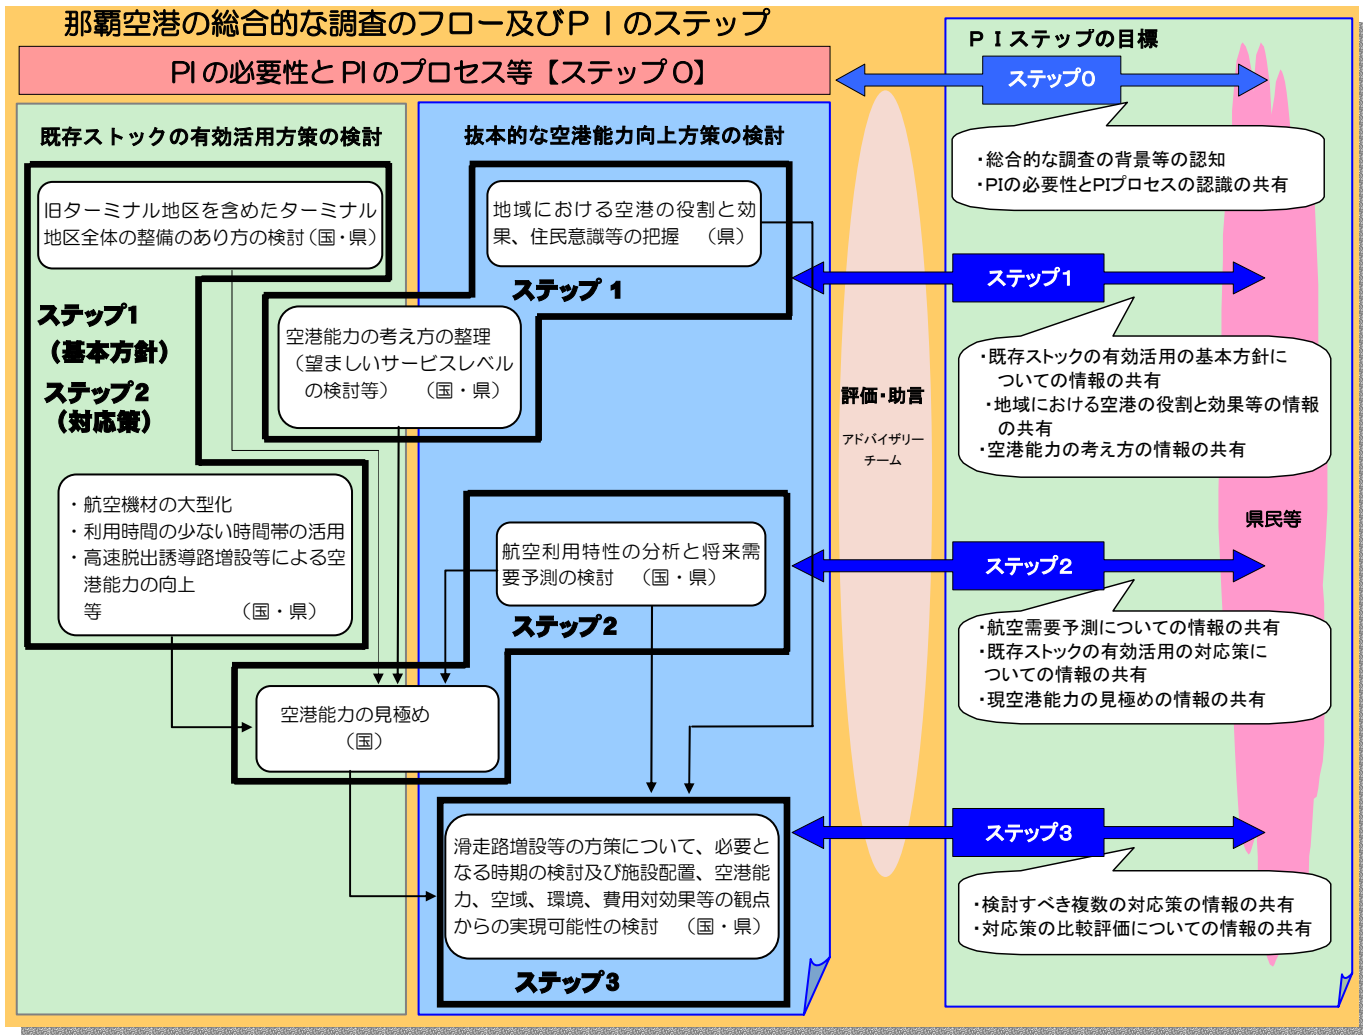 那覇空港の総合的な調査のフロー及びＰＩのステップ
PIの必要性とPIのプロセス等【ステップ０】
既存ストックの有効活用方策の検討
旧ターミナル地区を含めたターミナル
地区全体の整備のあり方の検討（国・県）
ステップ1
（基本方針）
ステップ2
（対応策）
・航空機材の大型化
・利用時間の少ない時間帯の活用
・高速脱出誘導路増設等による空
港能力の向上
等　　　　　　　　　（国・県）
抜本的な空港能力向上方策の検討
地域における空港の役割と効
果、住民意識等の把握　（県）
ステップ 1
空港能力の考え方の整理
（望ましいサービスレベル
の検討等）　　（国・県）
航空利用特性の分析と将来需
要予測の検討　（国・県）
ステップ2
空港能力の見極め
（国）
滑走路増設等の方策について、必要と
なる時期の検討及び施設配置、空港能
力、空域、環境、費用対効果等の観点
からの実現可能性の検討　（国・県）
ステップ3
評価・助言
アドバイザリー
チーム
ＰＩステップの目標
ステップ０
・総合的な調査の背景等の認知
・PIの必要性とPIプロセスの認識の共有
ステップ１
・既存ストックの有効活用の基本方針に
ついての情報の共有
・地域における空港の役割と効果等の情報
の共有
・空港能力の考え方の情報の共有
県民等
ステップ２
・航空需要予測についての情報の共有
・既存ストックの有効活用の対応策に
ついての情報の共有
・現空港能力の見極めの情報の共有
ステップ３
・検討すべき複数の対応策の情報の共有
・対応策の比較評価についての情報の共有